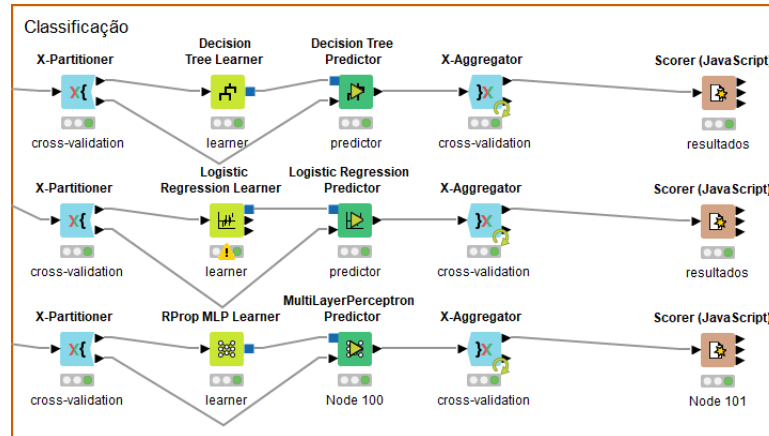 Classificação
X-Partitioner
Decision
Tree Learner
Decision Tree
Predictor
X-Aggregator
Scorer (JavaScript)
cross-validation
learner
predictor
cross-validation
resultados
X-Partitioner
Logistic
Regression Learner
Logistic Regression
Predictor
X-Aggregator
Scorer (JavaScript)
cross-validation
learner
predictor
cross-validation
resultados
X-Partitioner
RProp MLP Learner
MultiLayerPerceptron
Predictor
X-Aggregator
Scorer (JavaScript)
cross-validation
learner
Node 100
cross-validation
Node 101